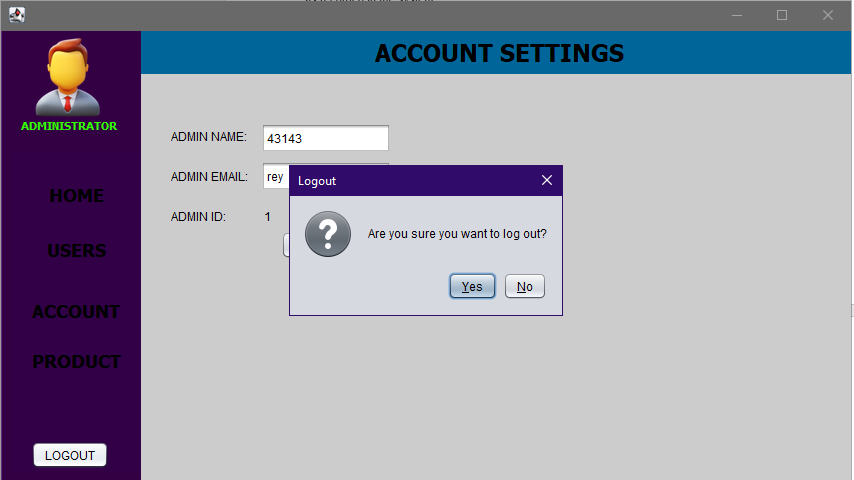 ACCOUNT SETTINGS
ADMINISTRATOR
HOME
USERS
ACCOUNT
PRODUCT
LOGOUT
ADMIN NAME: 43143
ADMIN EMAIL: rey
ADMIN ID: 1
Logout
Are you sure you want to log out?
Yes No